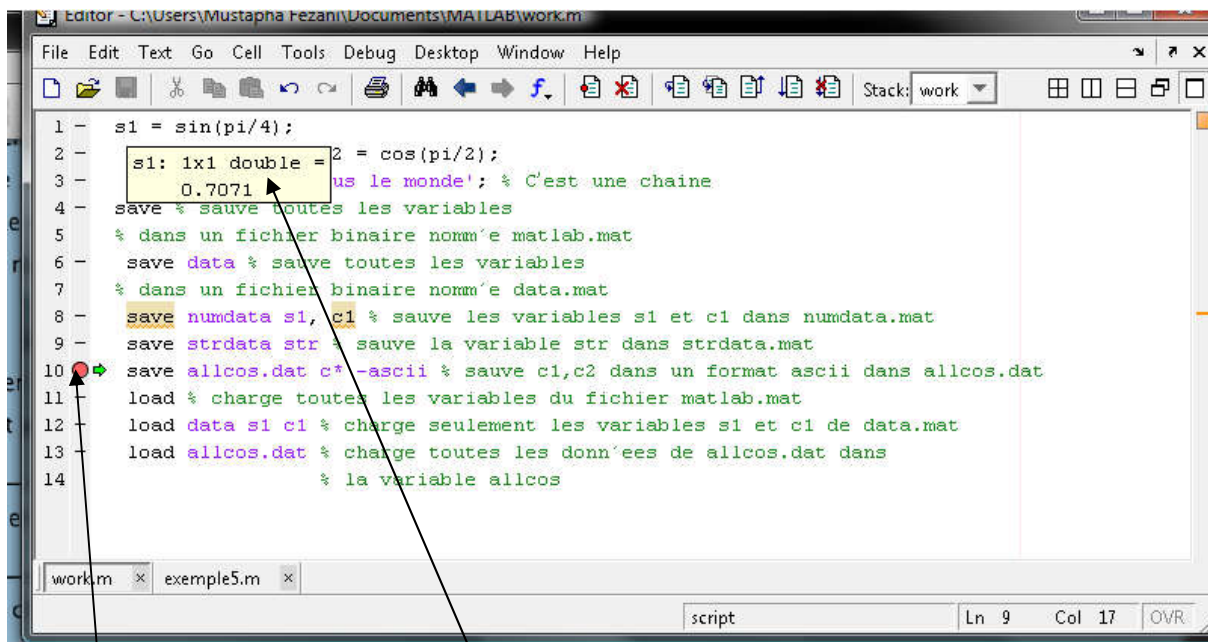 Editor - C:\Users\Mustapha Fezani\Documents\MATLAB\work.m
File Edit Text Go Cell Tools Debug Desktop Window Help
Stack: work
1 - s1 = sin(pi/4);
2 - 2 = cos(pi/2);
s1: 1x1 double =
0.7071
3 - us le monde'; % C'est une chaine
4 - save % sauve toutes les variables
5 % dans un fichier binaire nomm´e matlab.mat
6 - save data % sauve toutes les variables
7 % dans un fichier binaire nomm´e data.mat
8 - save numdata s1, c1 % sauve les variables s1 et c1 dans numdata.mat
9 - save strdata str % sauve la variable str dans strdata.mat
10 save allcos.dat c* -ascii % sauve c1,c2 dans un format ascii dans allcos.dat
11 - load % charge toutes les variables du fichier matlab.mat
12 - load data s1 c1 % charge seulement les variables s1 et c1 de data.mat
13 - load allcos.dat % charge toutes les donn´ees de allcos.dat dans
14 % la variable allcos
work.m × exemple5.m ×
script Ln 9 Col 17 OVR